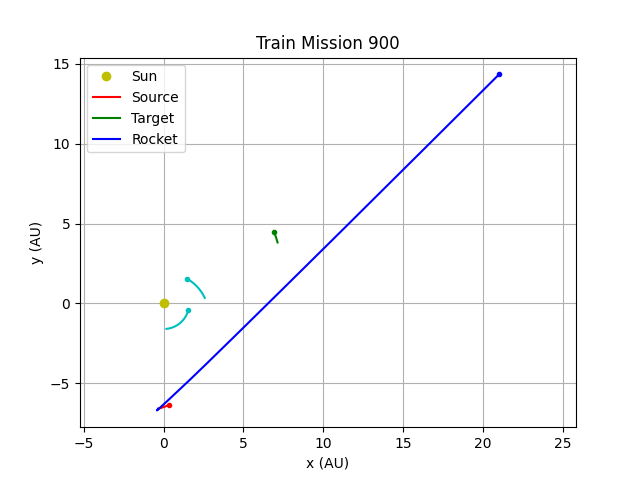 Train Mission 900
Sun
Source
Target
Rocket
15
10
5
0
−5
y (AU)
−5
0
5
10
15
20
25
x (AU)